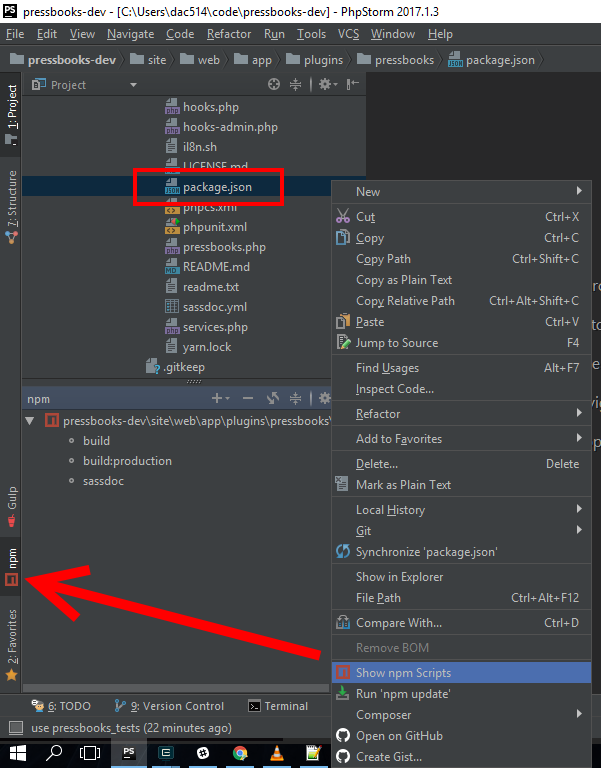 pressbooks-dev - [C:\Users\dac514\code\pressbooks-dev] - PhpStorm 2017.1.3
File Edit View Navigate Code Refactor Run Tools VCS Window Help
pressbooks-dev site web app plugins pressbooks package.json
1: Project
7: Structure
Gulp
npm
2: Favorites
Project
hooks.php
hooks-admin.php
il8n.sh
LICENSE.md
package.json
phpcs.xml
phpunit.xml
pressbooks.php
README.md
readme.txt
sassdoc.yml
services.php
yarn.lock
.gitkeep
npm
pressbooks-dev\site\web\app\plugins\pressbooks\
build
build:production
sassdoc
New
Cut Ctrl+X
Copy Ctrl+C
Copy Path Ctrl+Shift+C
Copy as Plain Text
Copy Relative Path Ctrl+Alt+Shift+C
Paste Ctrl+V
Jump to Source F4
Find Usages Alt+F7
Inspect Code...
Refactor
Add to Favorites
Delete... Delete
Mark as Plain Text
Local History
Git
Synchronize 'package.json'
Show in Explorer
File Path Ctrl+Alt+F12
Compare With... Ctrl+D
Remove BOM
Show npm Scripts
Run 'npm update'
Composer
Open on GitHub
Create Gist...
6: TODO 9: Version Control Terminal
use pressbooks_tests (22 minutes ago)